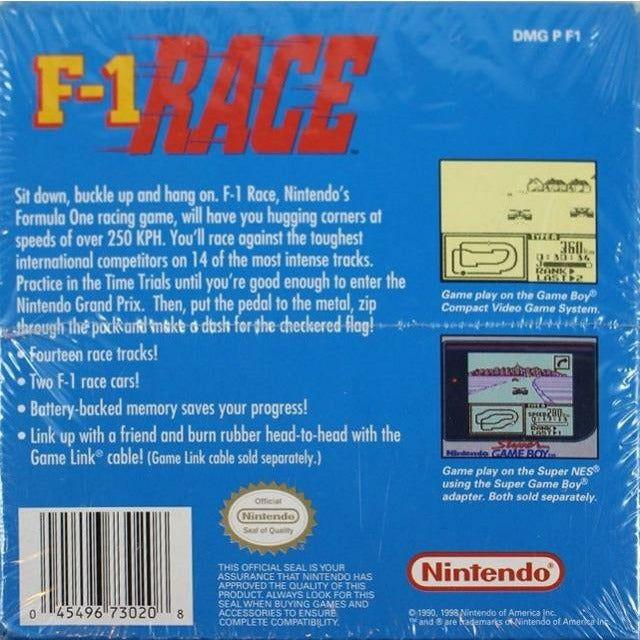 DMG P F1
F-1 RACE
Sit down, buckle up and hang on. F-1 Race, Nintendo's
Formula One racing game, will have you hugging corners at
speeds of over 250 KPH. You'll race against the toughest
international competitors on 14 of the most intense tracks.
Practice in the Time Trials until you're good enough to enter the
Nintendo Grand Prix. Then, put the pedal to the metal, zip
through the pack and make a dash for the checkered flag!
• Fourteen race tracks!
• Two F-1 race cars!
• Battery-backed memory saves your progress!
• Link up with a friend and burn rubber head-to-head with the
Game Link® cable! (Game Link cable sold separately.)
TYPE B
RANK
Game play on the Game Boy®
Compact Video Game System.
Super
Nintendo GAME BOY
Game play on the Super NES®
using the Super Game Boy®
adapter. Both sold separately.
Official
Nintendo
Seal of Quality
THIS OFFICIAL SEAL IS YOUR
ASSURANCE THAT NINTENDO HAS
APPROVED THE QUALITY OF THIS
PRODUCT. ALWAYS LOOK FOR THIS
SEAL WHEN BUYING GAMES AND
ACCESSORIES TO ENSURE
COMPLETE COMPATIBILITY.
0 45496 73020 8
Nintendo®
© 1990, 1998 Nintendo of America Inc.
™ and ® are trademarks of Nintendo of America Inc.